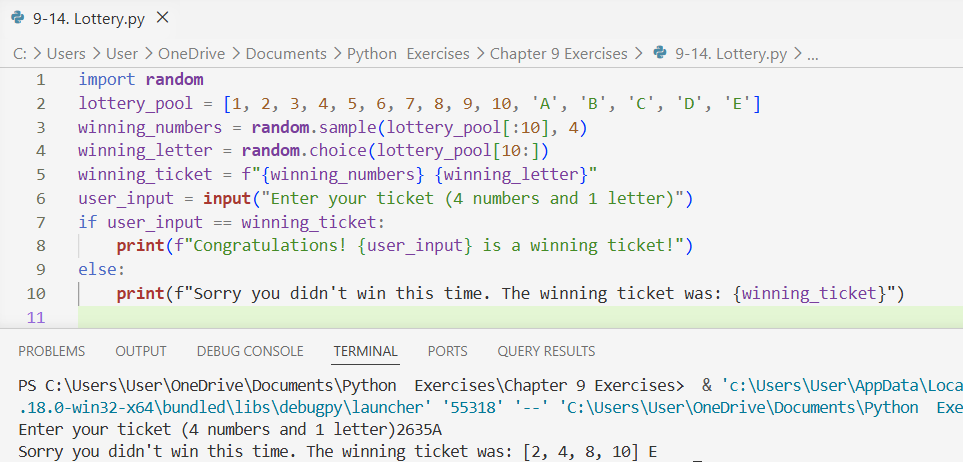 9-14. Lottery.py ×
C: > Users > User > OneDrive > Documents > Python  Exercises > Chapter 9 Exercises > 9-14. Lottery.py > ...
1 import random
2 lottery_pool = [1, 2, 3, 4, 5, 6, 7, 8, 9, 10, 'A', 'B', 'C', 'D', 'E']
3 winning_numbers = random.sample(lottery_pool[:10], 4)
4 winning_letter = random.choice(lottery_pool[10:])
5 winning_ticket = f"{winning_numbers} {winning_letter}"
6 user_input = input("Enter your ticket (4 numbers and 1 letter)")
7 if user_input == winning_ticket:
8     print(f"Congratulations! {user_input} is a winning ticket!")
9 else:
10     print(f"Sorry you didn't win this time. The winning ticket was: {winning_ticket}")
11
PROBLEMS OUTPUT DEBUG CONSOLE TERMINAL PORTS QUERY RESULTS
PS C:\Users\User\OneDrive\Documents\Python  Exercises\Chapter 9 Exercises>  & 'c:\Users\User\AppData\Loca
.18.0-win32-x64\bundled\libs\debugpy\launcher' '55318' '--' 'C:\Users\User\OneDrive\Documents\Python  Exe
Enter your ticket (4 numbers and 1 letter)2635A
Sorry you didn't win this time. The winning ticket was: [2, 4, 8, 10] E